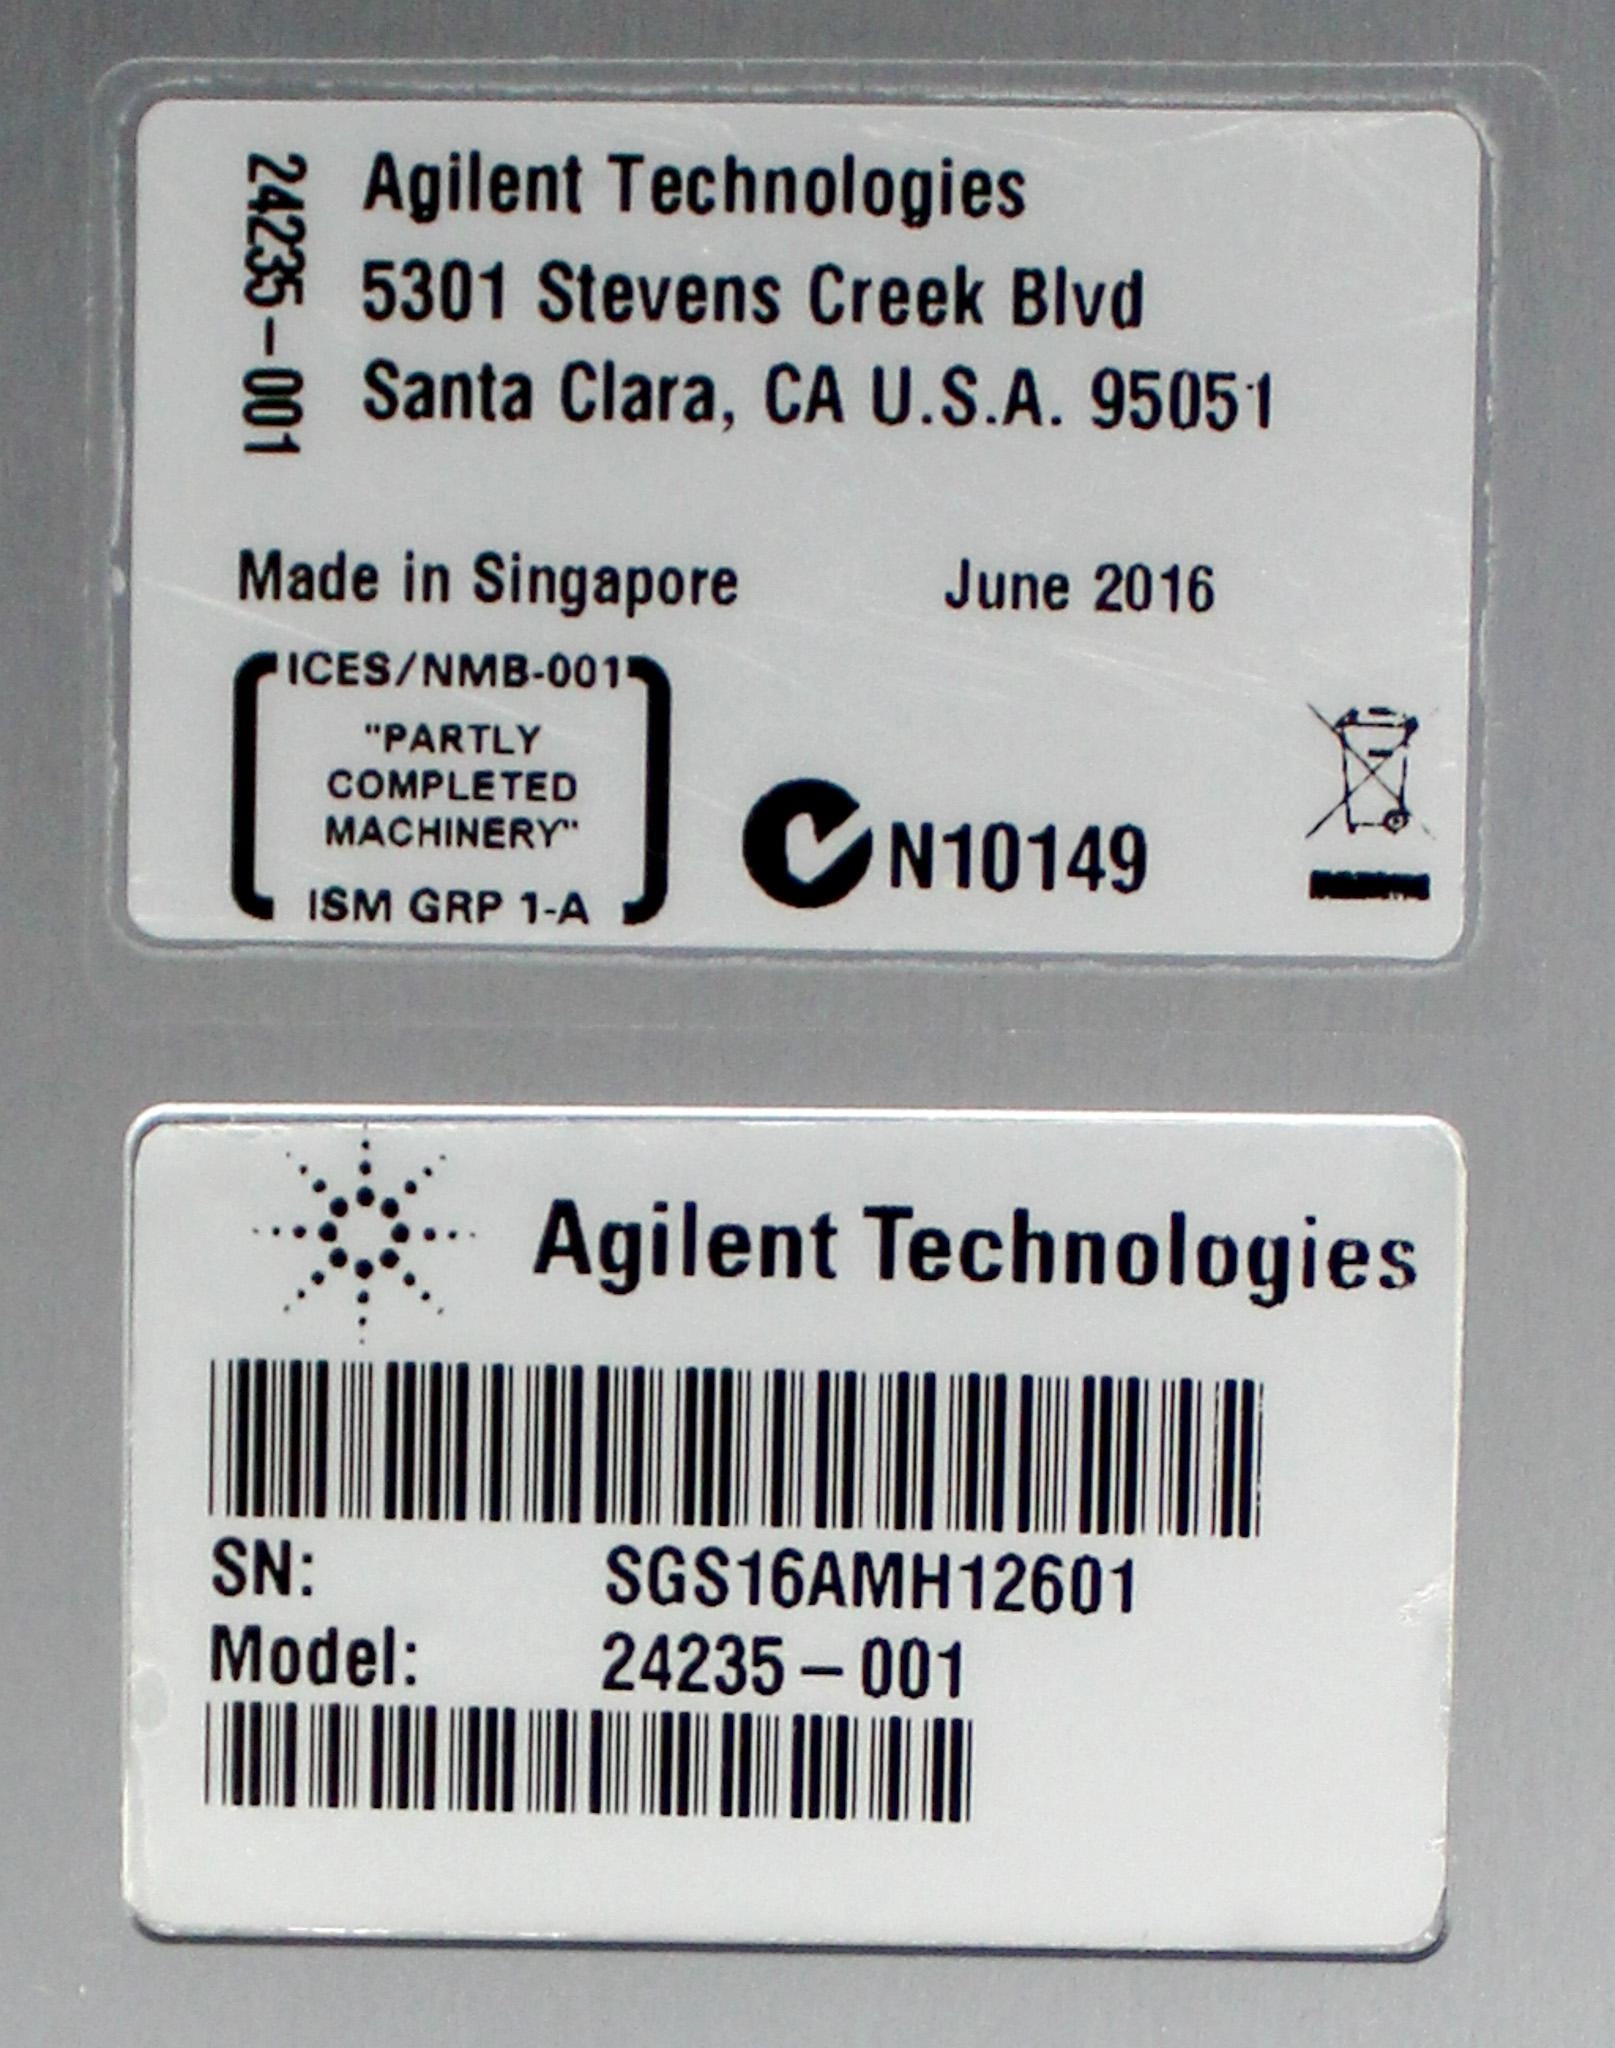 24235-001
Agilent Technologies
5301 Stevens Creek Blvd
Santa Clara, CA U.S.A. 95051
Made in Singapore June 2016
ICES/NMB-001
"PARTLY
COMPLETED
MACHINERY"
ISM GRP 1-A
N10149
Agilent Technologies
SN: SGS16AMH12601
Model: 24235-001